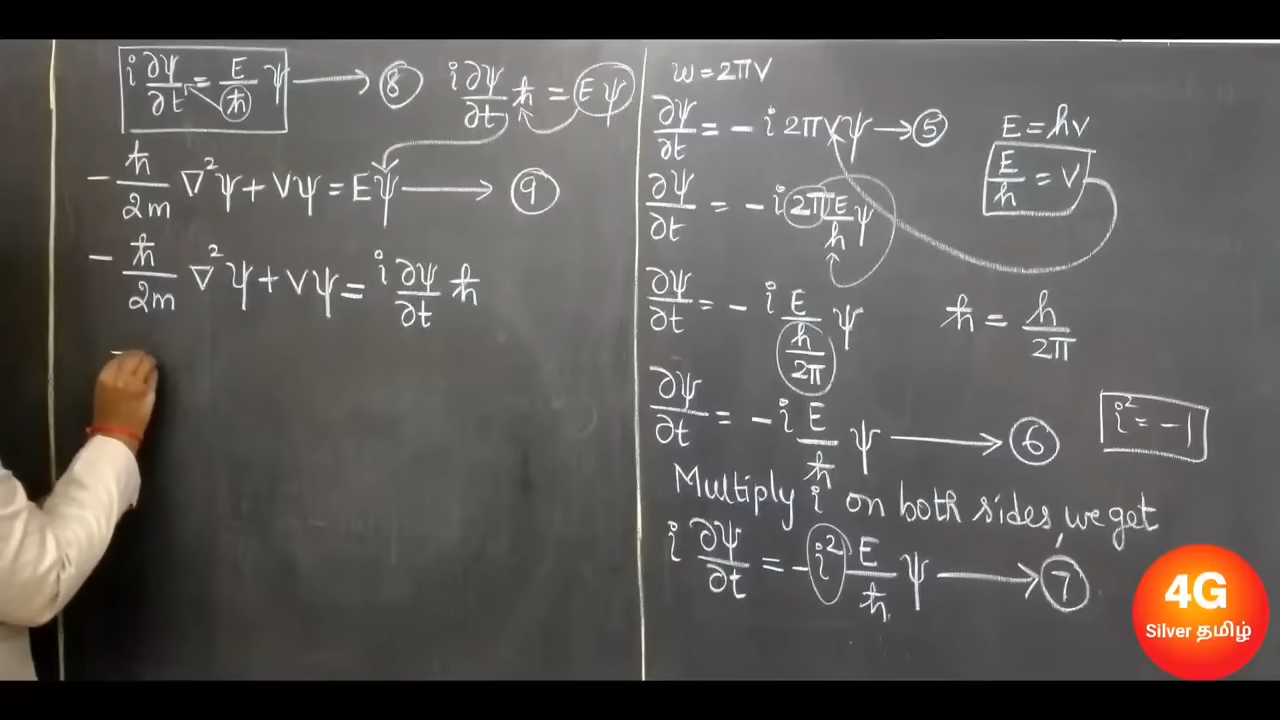 i ∂ψ/∂t = E/ħ ψ ⟶ ⑧ i∂ψ/∂t ħ = Eψ
− ħ/2m ∇²ψ + Vψ = Eψ ⟶ ⑨
− ħ/2m ∇²ψ + Vψ = i ∂ψ/∂t ħ
ω = 2πν
∂ψ/∂t = − i 2πνψ → ⑤
E = hν
E/h = ν
∂ψ/∂t = − i 2π E/h ψ
∂ψ/∂t = − i E/(h/2π) ψ
ħ = h/2π
∂ψ/∂t = − i E/ħ ψ ⟶ ⑥
i² = −1
Multiply i on both sides, we get
i ∂ψ/∂t = − i² E/ħ ψ ⟶ ⑦
4G
Silver தமிழ்